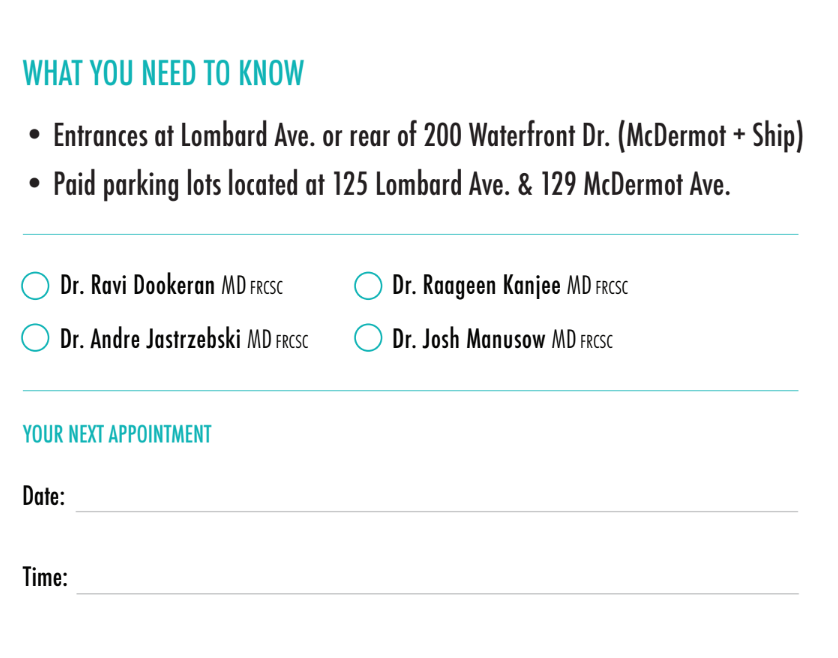 WHAT YOU NEED TO KNOW
• Entrances at Lombard Ave. or rear of 200 Waterfront Dr. (McDermot + Ship)
• Paid parking lots located at 125 Lombard Ave. & 129 McDermot Ave.
Dr. Ravi Dookeran MD FRCSC
Dr. Raageen Kanjee MD FRCSC
Dr. Andre Jastrzebski MD FRCSC
Dr. Josh Manusow MD FRCSC
YOUR NEXT APPOINTMENT
Date:
Time: